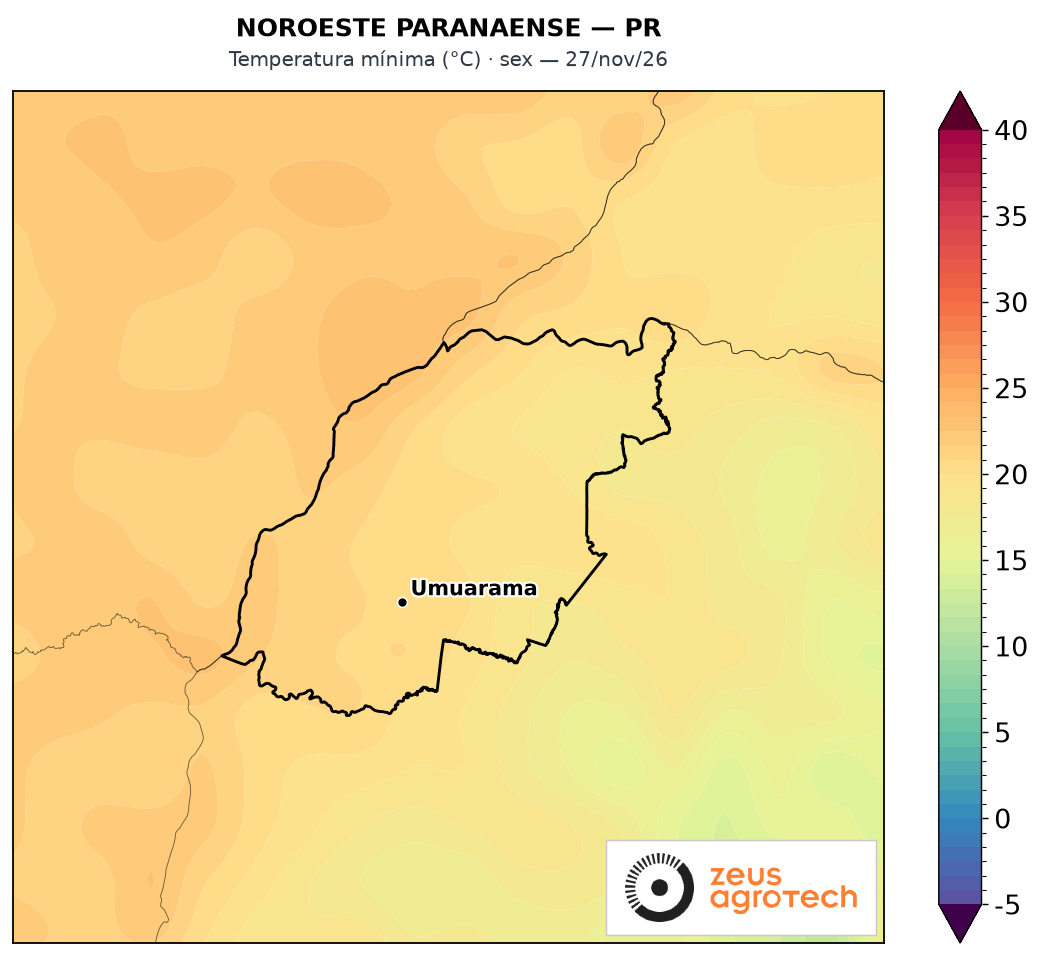 NOROESTE PARANAENSE — PR
Temperatura mínima (°C) · sex — 27/nov/26
40
35
30
25
20
15
10
5
0
-5
Umuarama
zeus
agrotech